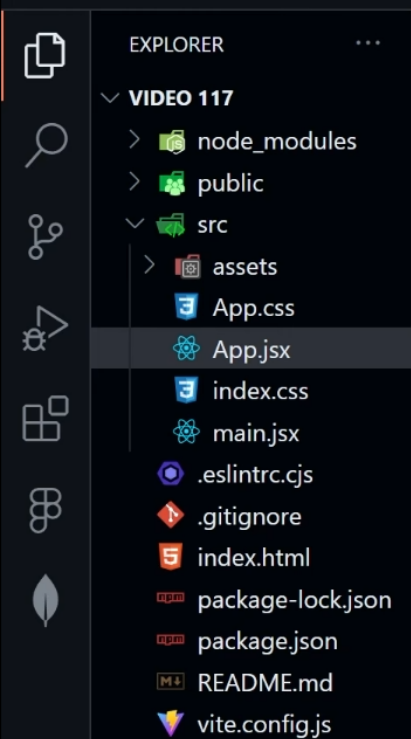 EXPLORER ...
VIDEO 117
node_modules
public
src
assets
App.css
App.jsx
index.css
main.jsx
.eslintrc.cjs
.gitignore
index.html
package-lock.json
package.json
README.md
vite.config.js